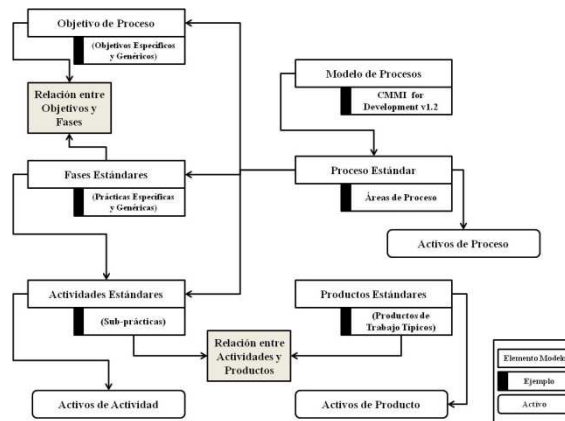 Objetivo de Proceso
(Objetivos Específicos
y Genéricos)
Modelo de Procesos
CMMI for
Development v1.2
Relación entre
Objetivos y
Fases
Fases Estándares
(Prácticas Específicas
y Genéricas)
Proceso Estándar
Áreas de Proceso
Activos de Proceso
Actividades Estándares
(Sub-prácticas)
Productos Estándares
(Productos de
Trabajo Típicos)
Relación entre
Actividades y
Productos
Activos de Actividad
Activos de Producto
Elemento Modelo
Ejemplo
Activo